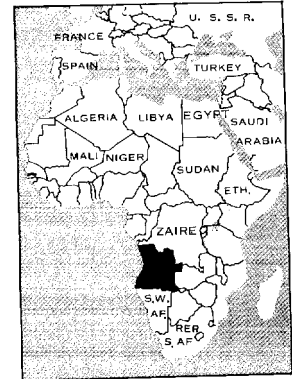 U. S. S. R.
FRANCE
SPAIN
TURKEY
ALGERIA
LIBYA
EGYPT
SAUDI
ARABIA
MALI
NIGER
SUDAN
ETH.
ZAIRE
S.W.
AF.
REP.
S. AF.